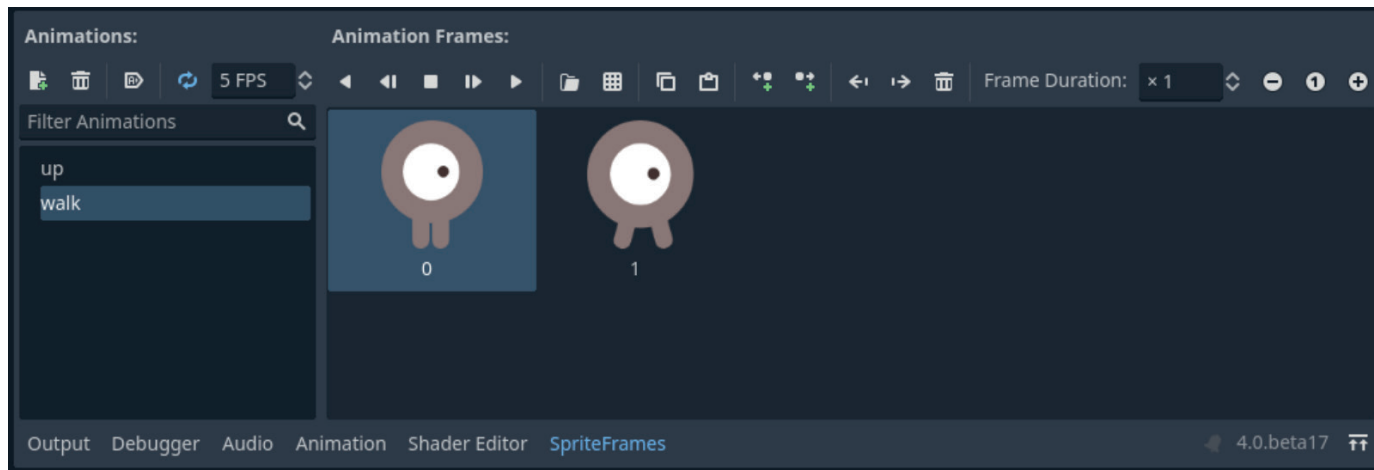 Animations: Animation Frames:
5 FPS Frame Duration: × 1 1
Filter Animations
up
walk
0 1
Output Debugger Audio Animation Shader Editor SpriteFrames 4.0.beta17